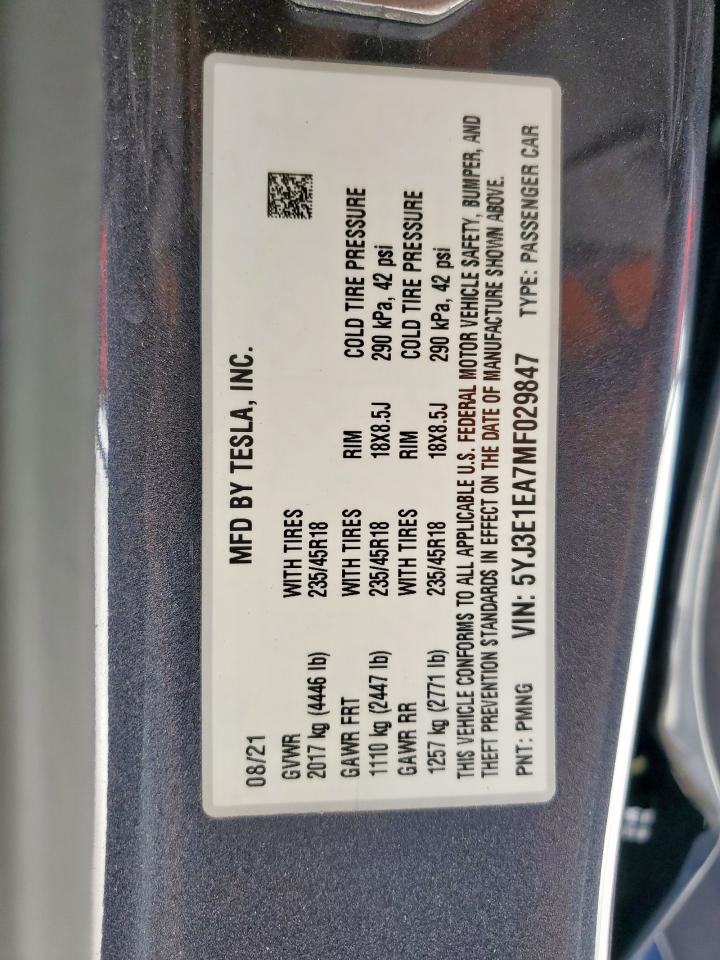 08/21 MFD BY TESLA, INC.
GVWR WITH TIRES
2017 kg (4446 lb) 235/45R18
GAWR FRT WITH TIRES RIM COLD TIRE PRESSURE
1110 kg (2447 lb) 235/45R18 18X8.5J 290 kPa, 42 psi
GAWR RR WITH TIRES RIM COLD TIRE PRESSURE
1257 kg (2771 lb) 235/45R18 18X8.5J 290 kPa, 42 psi
THIS VEHICLE CONFORMS TO ALL APPLICABLE U.S. FEDERAL MOTOR VEHICLE SAFETY, BUMPER, AND
THEFT PREVENTION STANDARDS IN EFFECT ON THE DATE OF MANUFACTURE SHOWN ABOVE.
PNT: PMNG VIN: 5YJ3E1EA7MF029847 TYPE: PASSENGER CAR